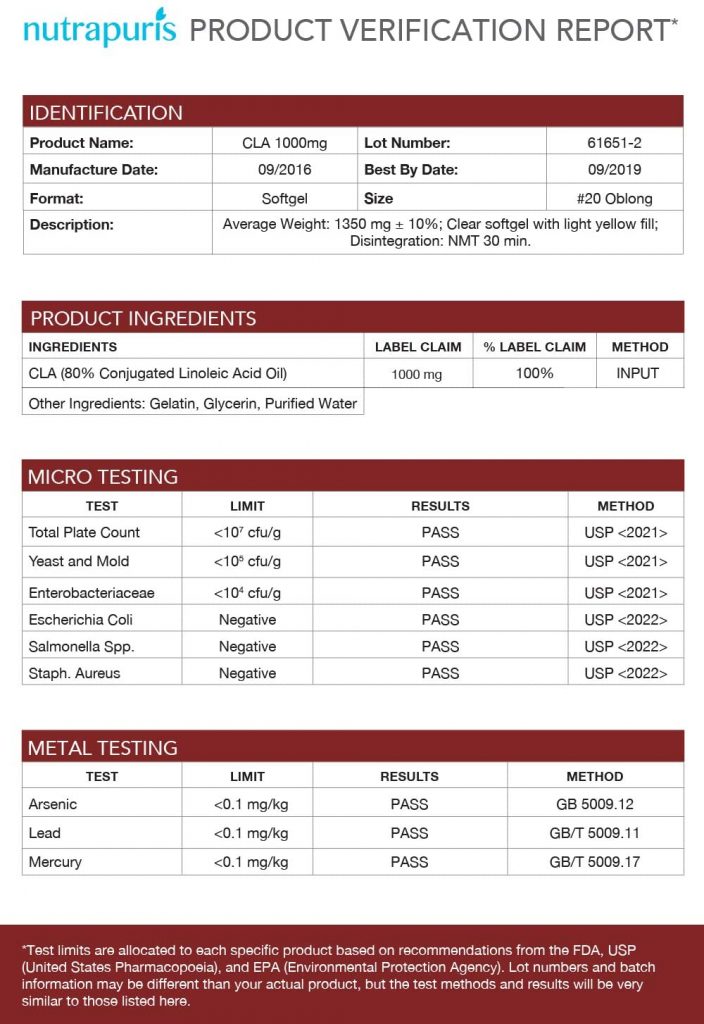 nutrapuris PRODUCT VERIFICATION REPORT*
IDENTIFICATION
Product Name: CLA 1000mg Lot Number: 61651-2
Manufacture Date: 09/2016 Best By Date: 09/2019
Format: Softgel Size #20 Oblong
Description: Average Weight: 1350 mg ± 10%; Clear softgel with light yellow fill;
Disintegration: NMT 30 min.
PRODUCT INGREDIENTS
INGREDIENTS LABEL CLAIM % LABEL CLAIM METHOD
CLA (80% Conjugated Linoleic Acid Oil) 1000 mg 100% INPUT
Other Ingredients: Gelatin, Glycerin, Purified Water
MICRO TESTING
TEST LIMIT RESULTS METHOD
Total Plate Count <10⁷ cfu/g PASS USP <2021>
Yeast and Mold <10⁵ cfu/g PASS USP <2021>
Enterobacteriaceae <10⁴ cfu/g PASS USP <2021>
Escherichia Coli Negative PASS USP <2022>
Salmonella Spp. Negative PASS USP <2022>
Staph. Aureus Negative PASS USP <2022>
METAL TESTING
TEST LIMIT RESULTS METHOD
Arsenic <0.1 mg/kg PASS GB 5009.12
Lead <0.1 mg/kg PASS GB/T 5009.11
Mercury <0.1 mg/kg PASS GB/T 5009.17
*Test limits are allocated to each specific product based on recommendations from the FDA, USP
(United States Pharmacopoeia), and EPA (Environmental Protection Agency). Lot numbers and batch
information may be different than your actual product, but the test methods and results will be very
similar to those listed here.